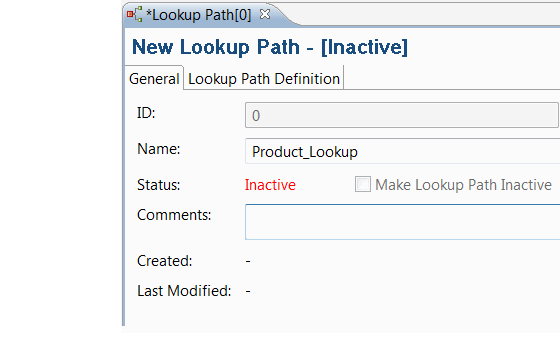 *Lookup Path[0]
New Lookup Path - [Inactive]
General Lookup Path Definition
ID: 0
Name: Product_Lookup
Status: Inactive Make Lookup Path Inactive
Comments:
Created: -
Last Modified: -